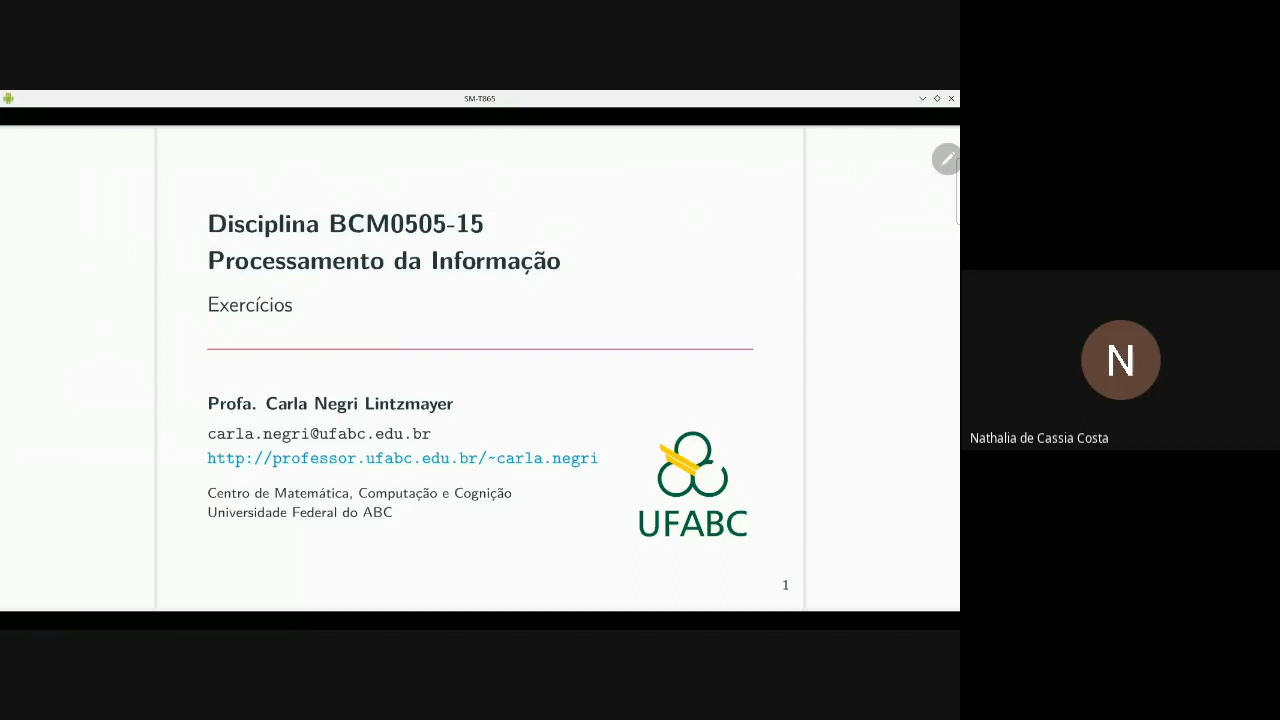 SM-T865
Disciplina BCM0505-15
Processamento da Informação
Exercícios
Profa. Carla Negri Lintzmayer
carla.negri@ufabc.edu.br
http://professor.ufabc.edu.br/~carla.negri
Centro de Matemática, Computação e Cognição
Universidade Federal do ABC
UFABC
1
N
Nathalia de Cassia Costa